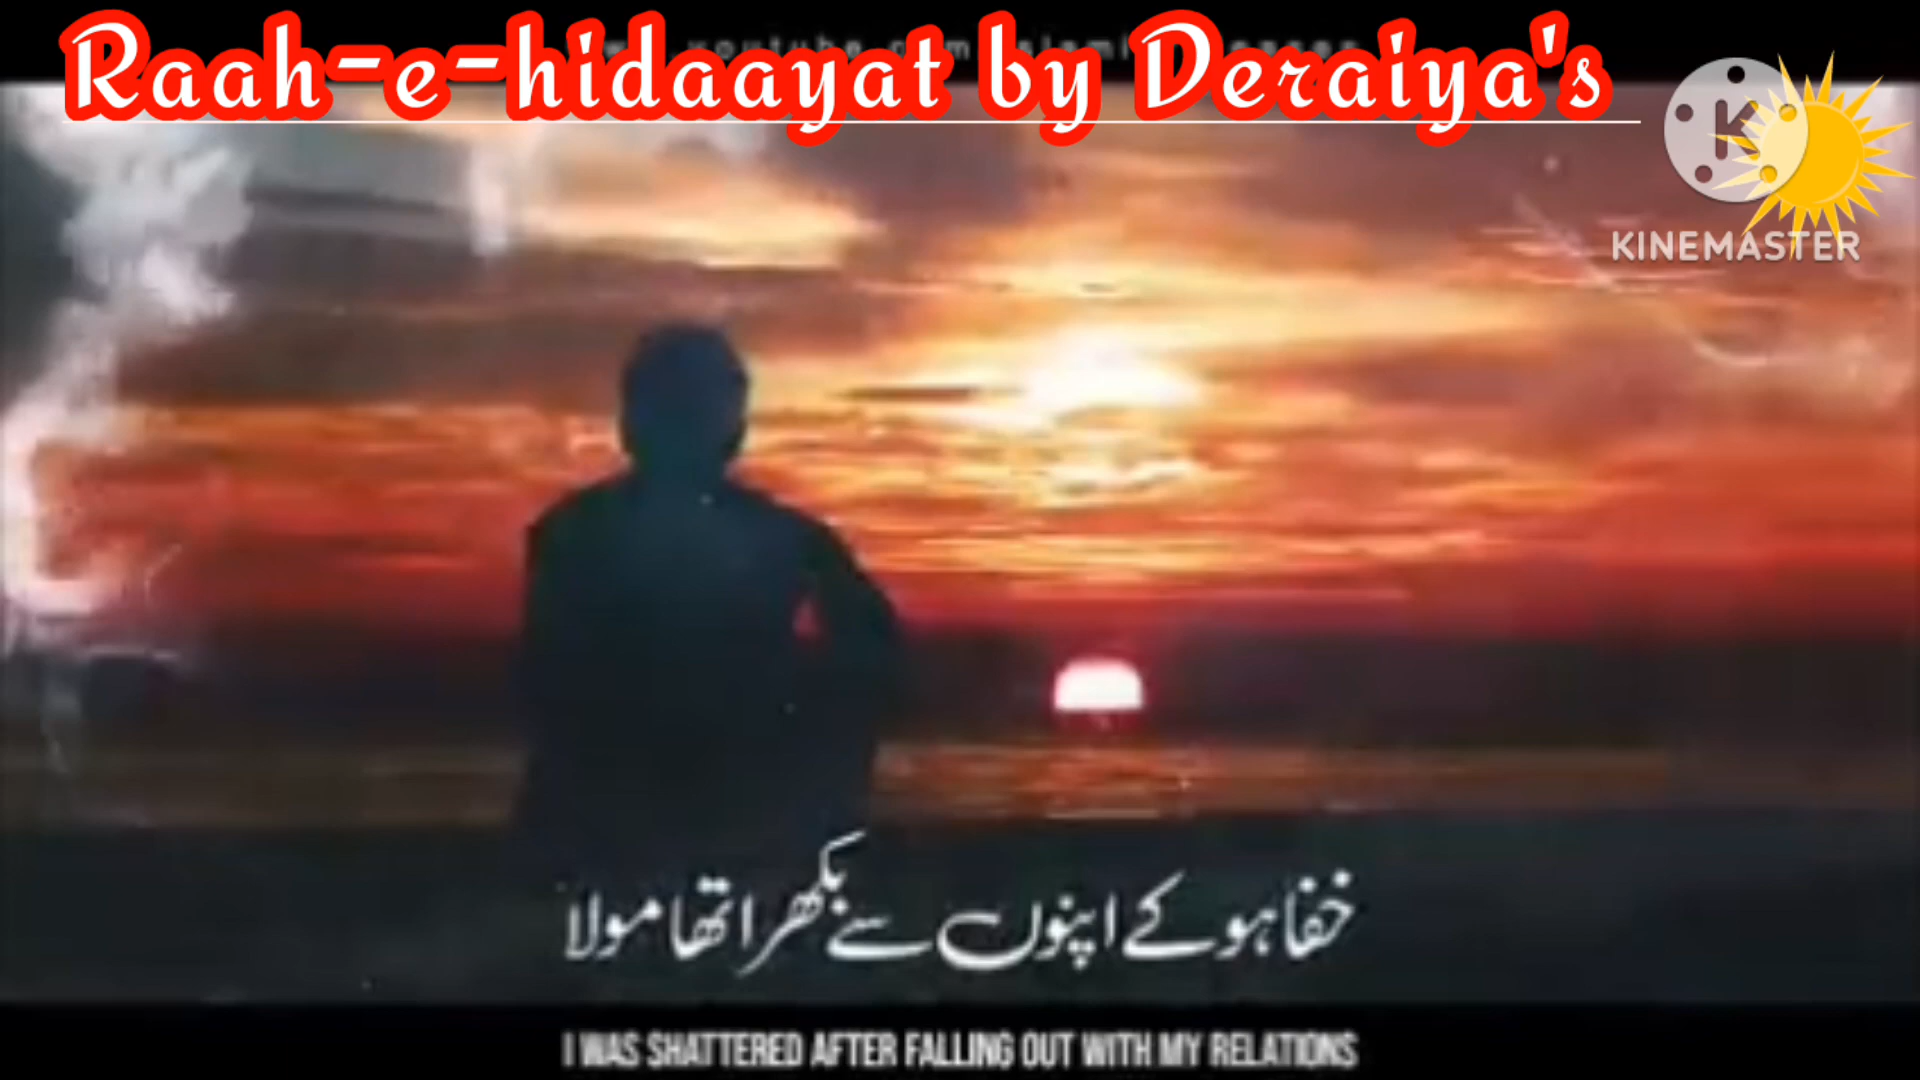 Raah-e-hidaayat by Deraiya's
K
KINEMASTER
خفا ہو کے اپنوں سے بکھرا تھا مولا
I WAS SHATTERED AFTER FALLING OUT WITH MY RELATIONS